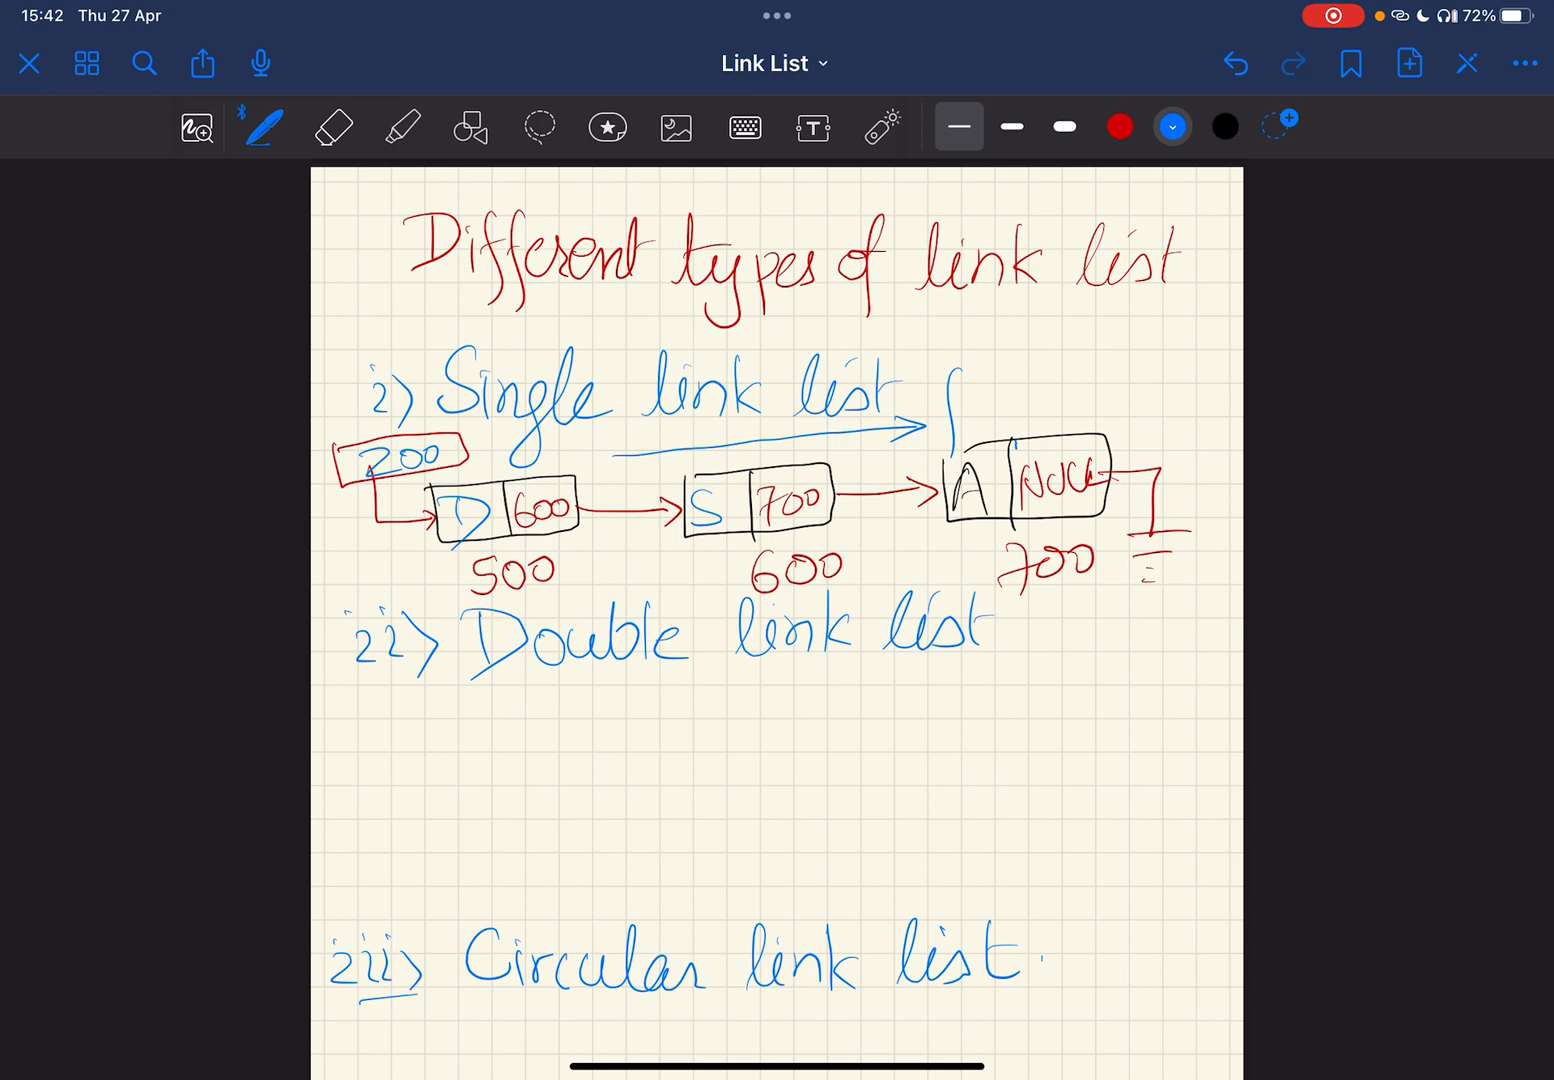 15:42 Thu 27 Apr
72%
Link List
T
Different types of link list
i) Single link list
200
D 600
S 700
A NULL
500
600
700
ii) Double link list
iii) Circular link list.